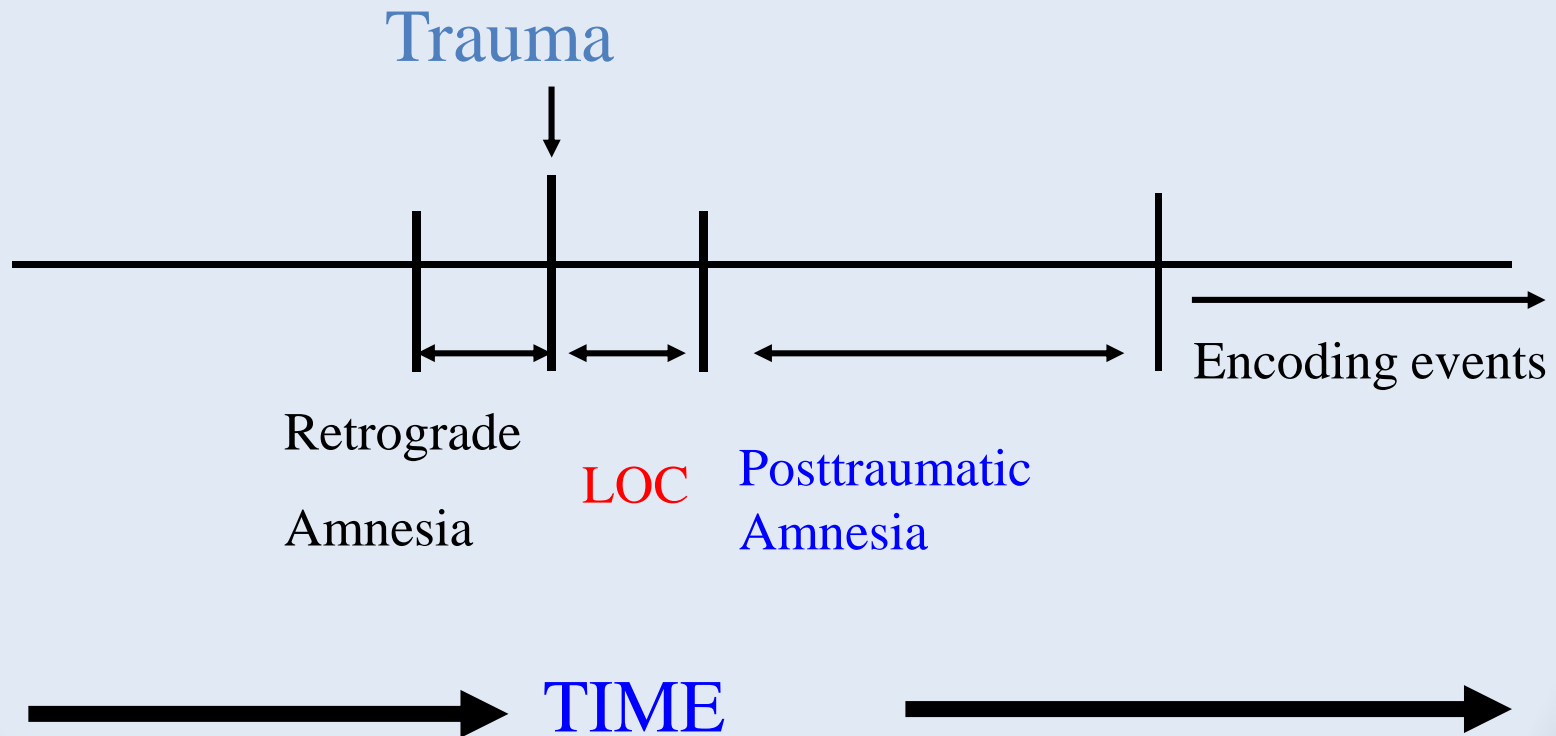 Trauma
Encoding events
Retrograde
Amnesia
LOC
Posttraumatic
Amnesia
TIME